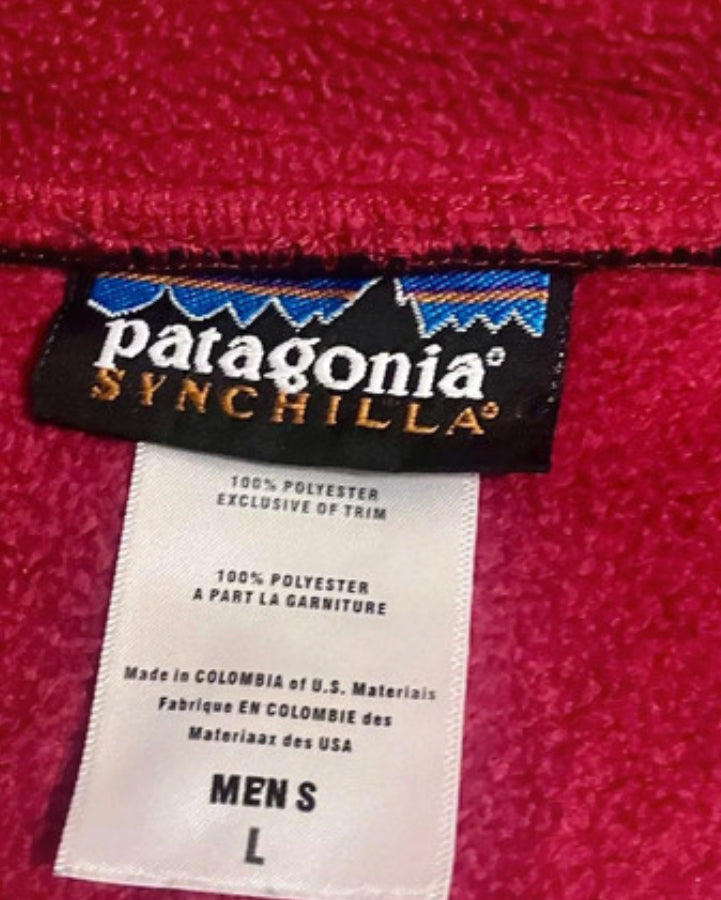 patagonia®
SYNCHILLA®
100% POLYESTER
EXCLUSIVE OF TRIM
100% POLYESTER
A PART LA GARNITURE
Made in COLOMBIA of U.S. Materiais
Fabrique EN COLOMBIE des
Materiaax des USA
MEN S
L